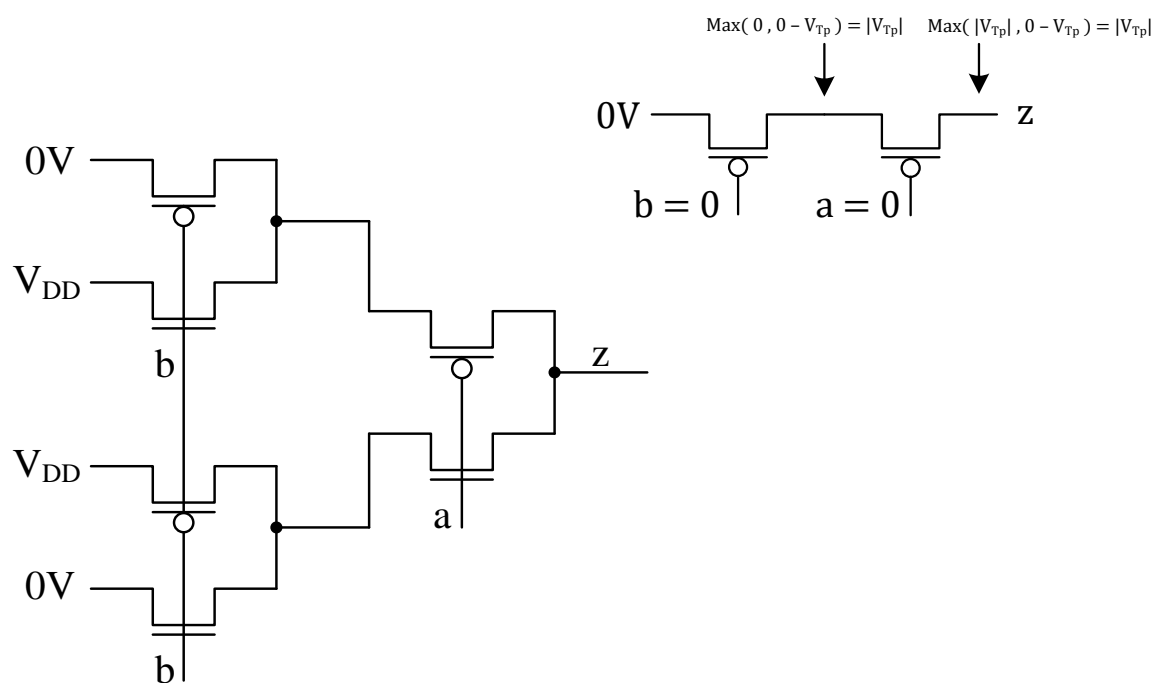 Max( 0 , 0 – V_Tp ) = |V_Tp| Max( |V_Tp| , 0 – V_Tp ) = |V_Tp|
0V z
b = 0 a = 0
0V
V_DD
b
z
V_DD
a
0V
b